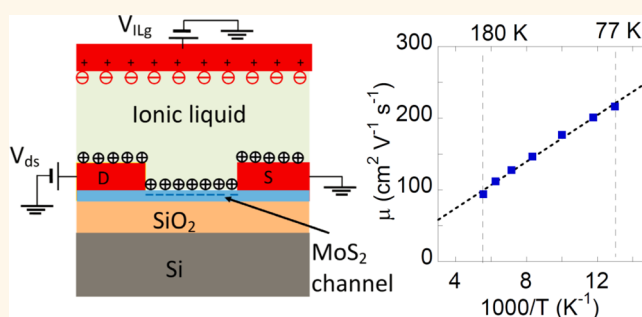 V_ILg
+ + + + + + + + + +
− − − − − − − − −
Ionic liquid
V_ds
+ + + + + + + + + +
D S
+ + + + + + +
SiO₂
MoS₂
channel
Si
180 K 77 K
300
200
100
0
μ (cm² V⁻¹ s⁻¹)
4 8 12
1000/T (K⁻¹)